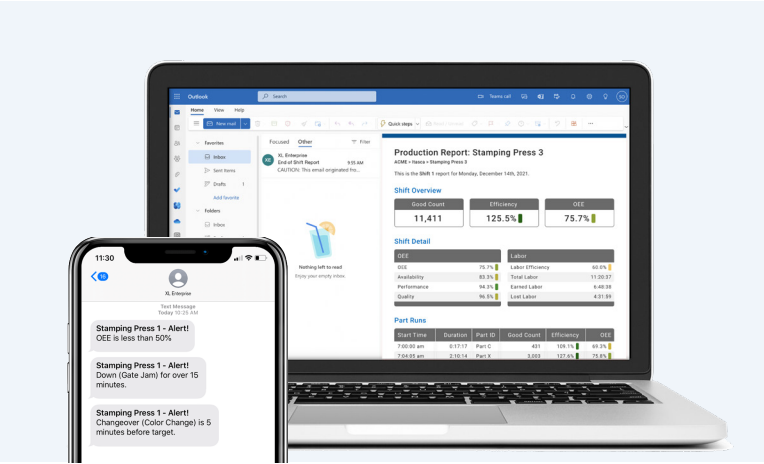 Outlook
Search
Teams call
SO
Home View Help
New mail
Quick steps
Favorites
Inbox
Sent Items
Drafts 1
Add favorite
Folders
Inbox
Focused Other Filter
XE
XL Enterprise
End of Shift Report 9:55 AM
CAUTION: This email originated fro...
Nothing left to read
Enjoy your empty inbox.
Production Report: Stamping Press 3
ACME > Itasca > Stamping Press 3
This is the Shift 1 report for Monday, December 14th, 2021.
Shift Overview
Good Count Efficiency OEE
11,411 125.5% 75.7%
Shift Detail
OEE Labor
OEE 75.7% Labor Efficiency 60.0%
Availability 83.3% Total Labor 11:20:37
Performance 94.3% Earned Labor 6:48:38
Quality 96.5% Lost Labor 4:31:59
Part Runs
Start Time Duration Part ID Good Count Efficiency OEE
7:00:00 am 0:17:17 Part C 431 109.1% 69.3%
7:04:05 am 2:10:14 Part X 3,003 127.6% 75.8%
11:30
16
XL Enterprise
Text Message
Today 10:25 AM
Stamping Press 1 - Alert!
OEE is less than 50%
Stamping Press 1 - Alert!
Down (Gate Jam) for over 15
minutes.
Stamping Press 1 - Alert!
Changeover (Color Change) is 5
minutes before target.